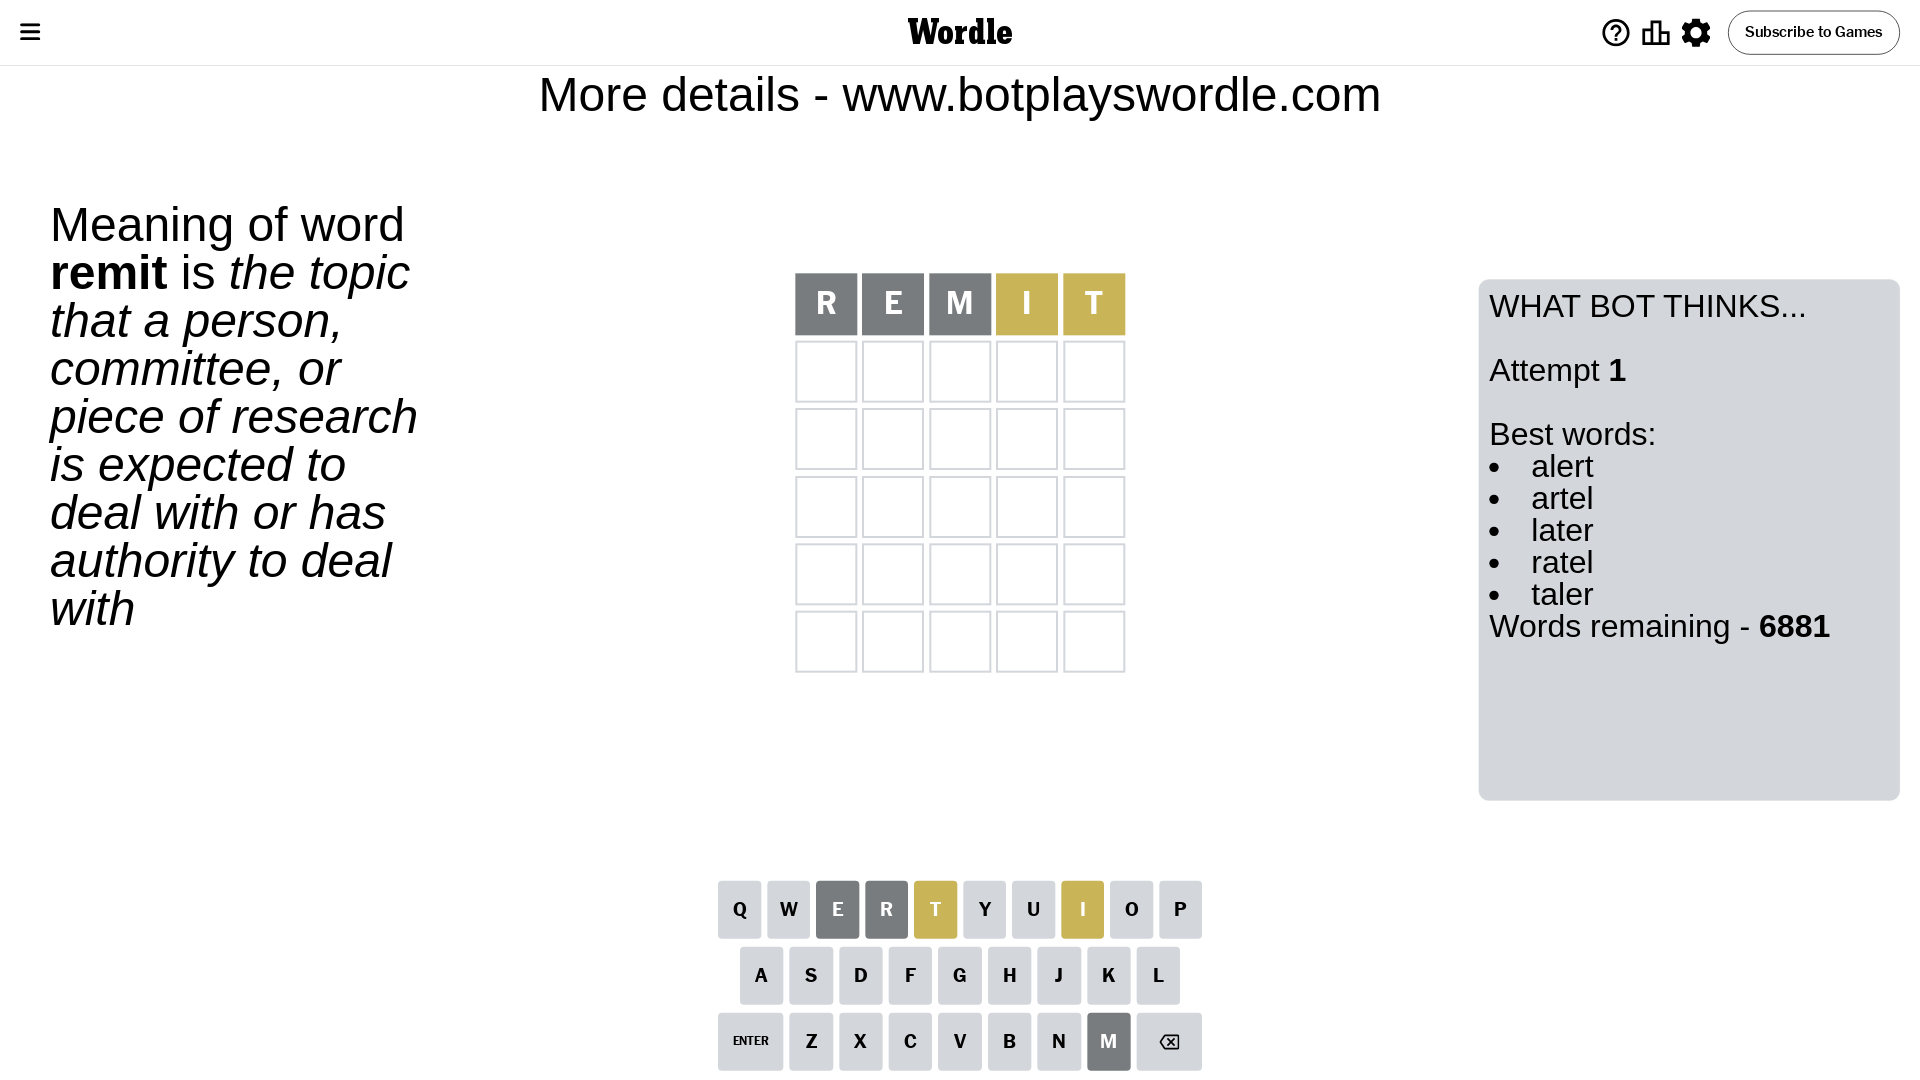 Wordle
Subscribe to Games
More details - www.botplayswordle.com
Meaning of word
remit is the topic
that a person,
committee, or
piece of research
is expected to
deal with or has
authority to deal
with
R E M I T
WHAT BOT THINKS...
Attempt 1
Best words:
• alert
• artel
• later
• ratel
• taler
Words remaining - 6881
Q W E R T Y U I O P
A S D F G H J K L
ENTER Z X C V B N M